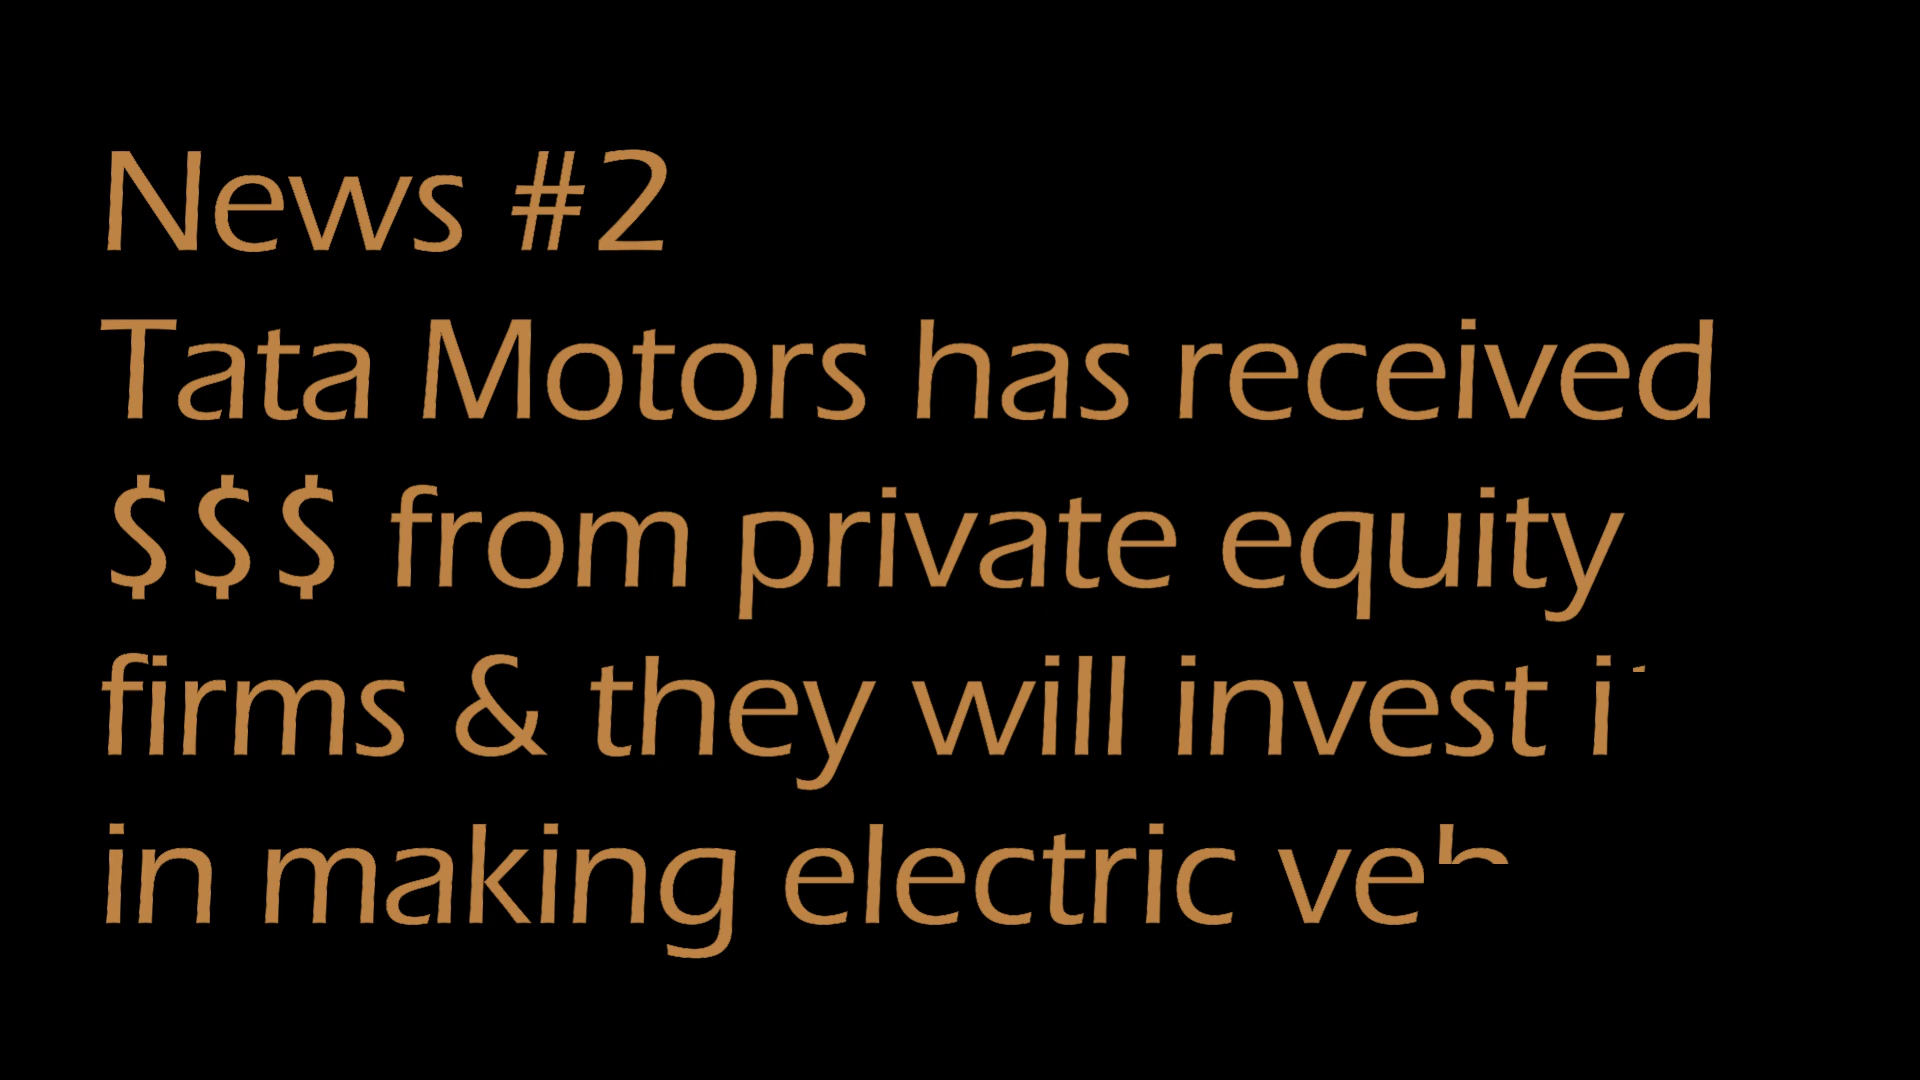 News #2
Tata Motors has received
$$$ from private equity
firms & they will invest
in making electric